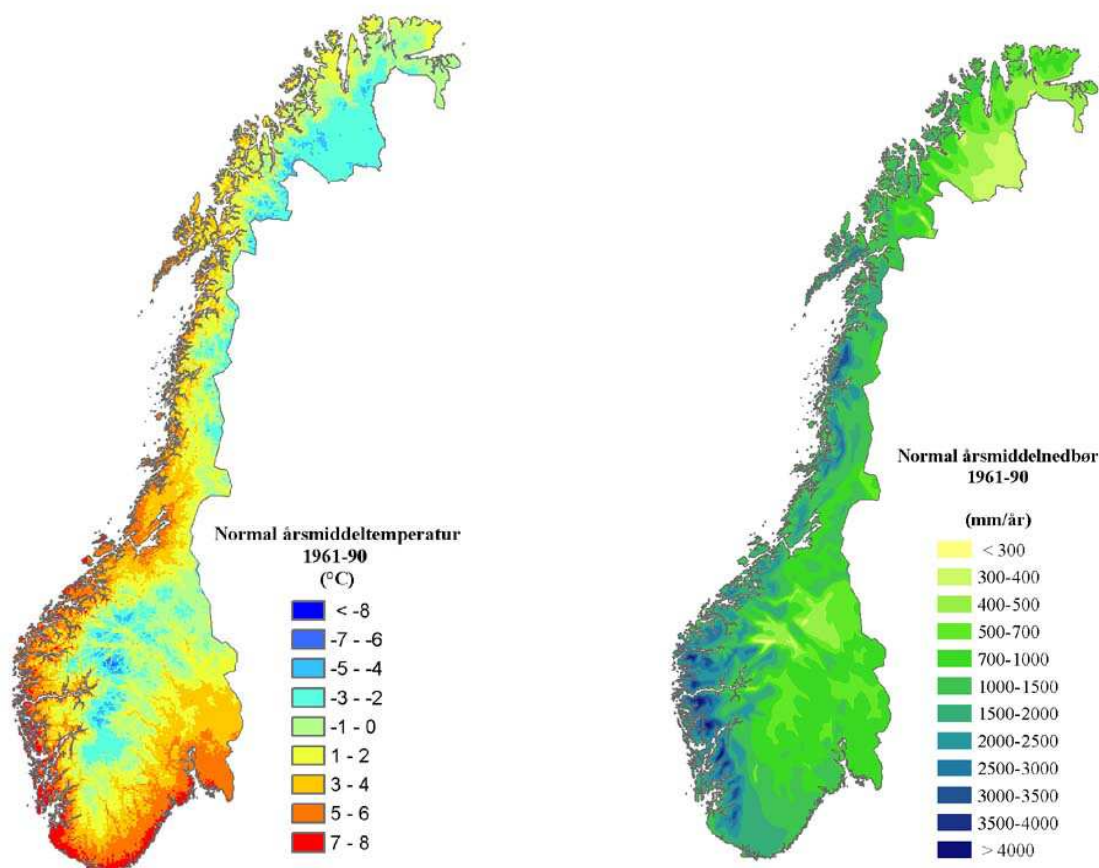 Normal årsmiddeltemperatur
1961-90
(°C)
< -8
-7 - -6
-5 - -4
-3 - -2
-1 - 0
1 - 2
3 - 4
5 - 6
7 - 8
Normal årsmiddelnedbør
1961-90
(mm/år)
< 300
300-400
400-500
500-700
700-1000
1000-1500
1500-2000
2000-2500
2500-3000
3000-3500
3500-4000
> 4000